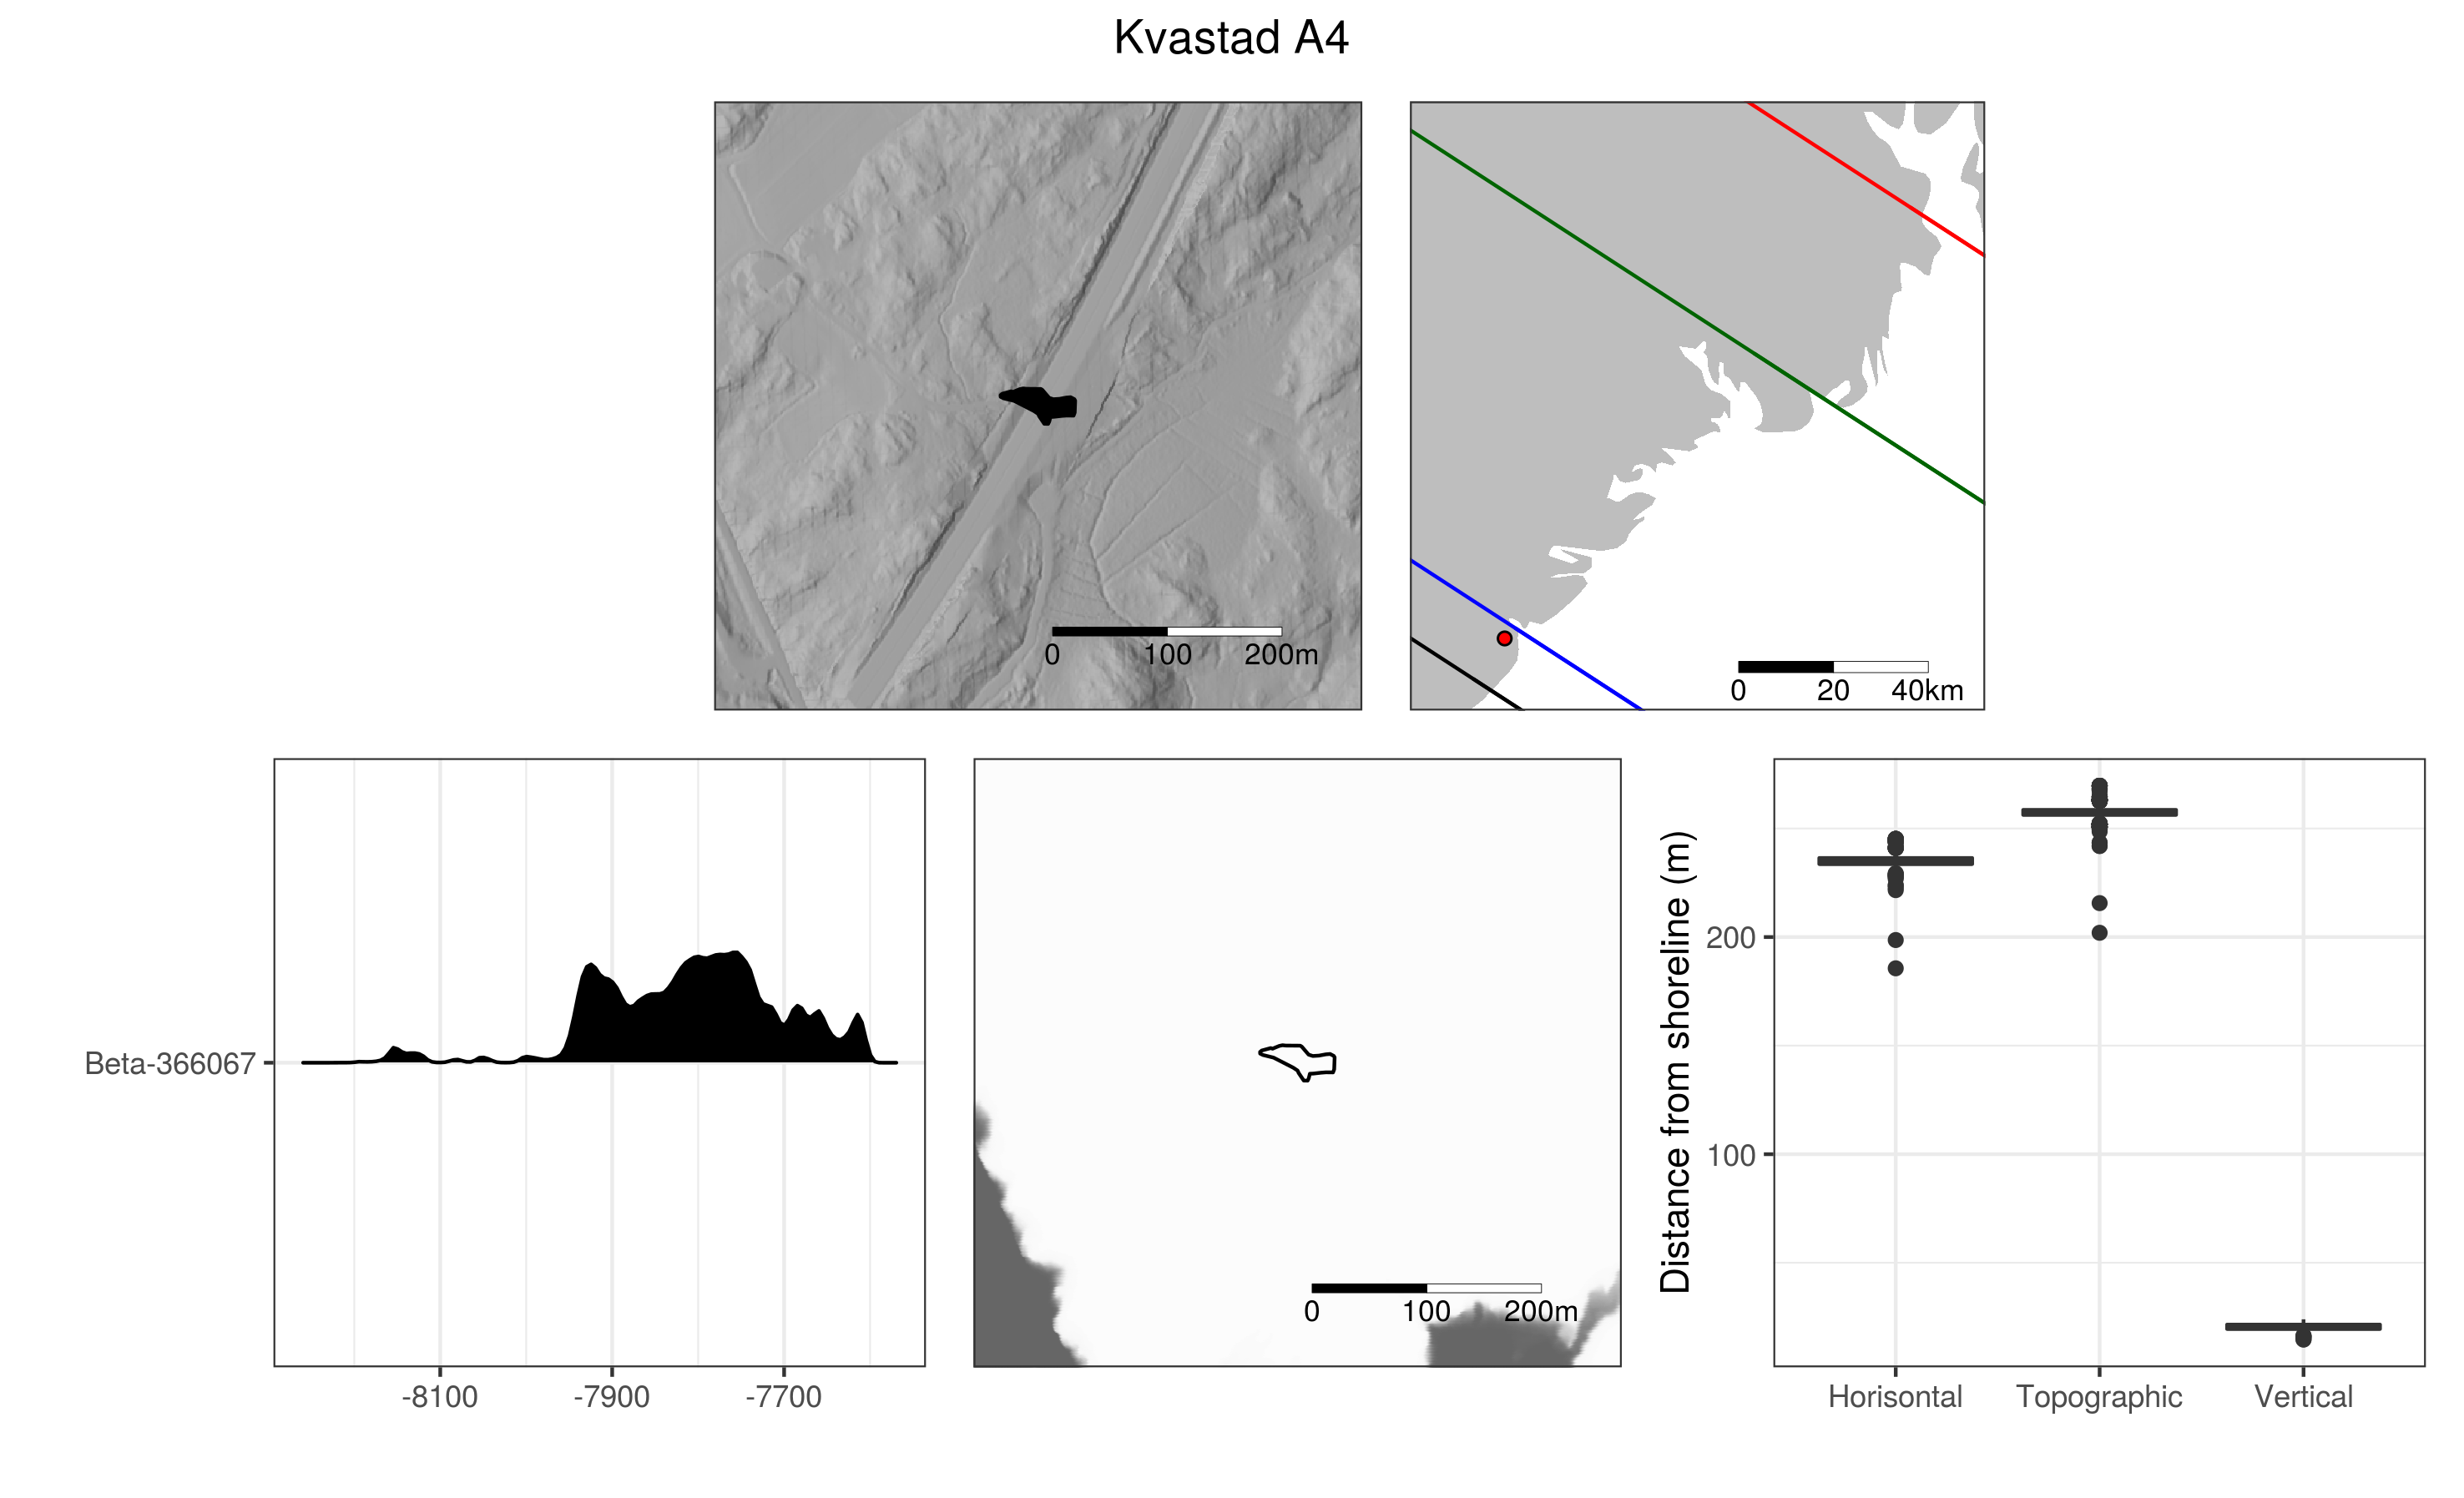 Kvastad A4
0 100 200m
0 20 40km
Beta-366067
-8100 -7900 -7700
0 100 200m
Distance from shoreline (m)
200
100
Horisontal Topographic Vertical